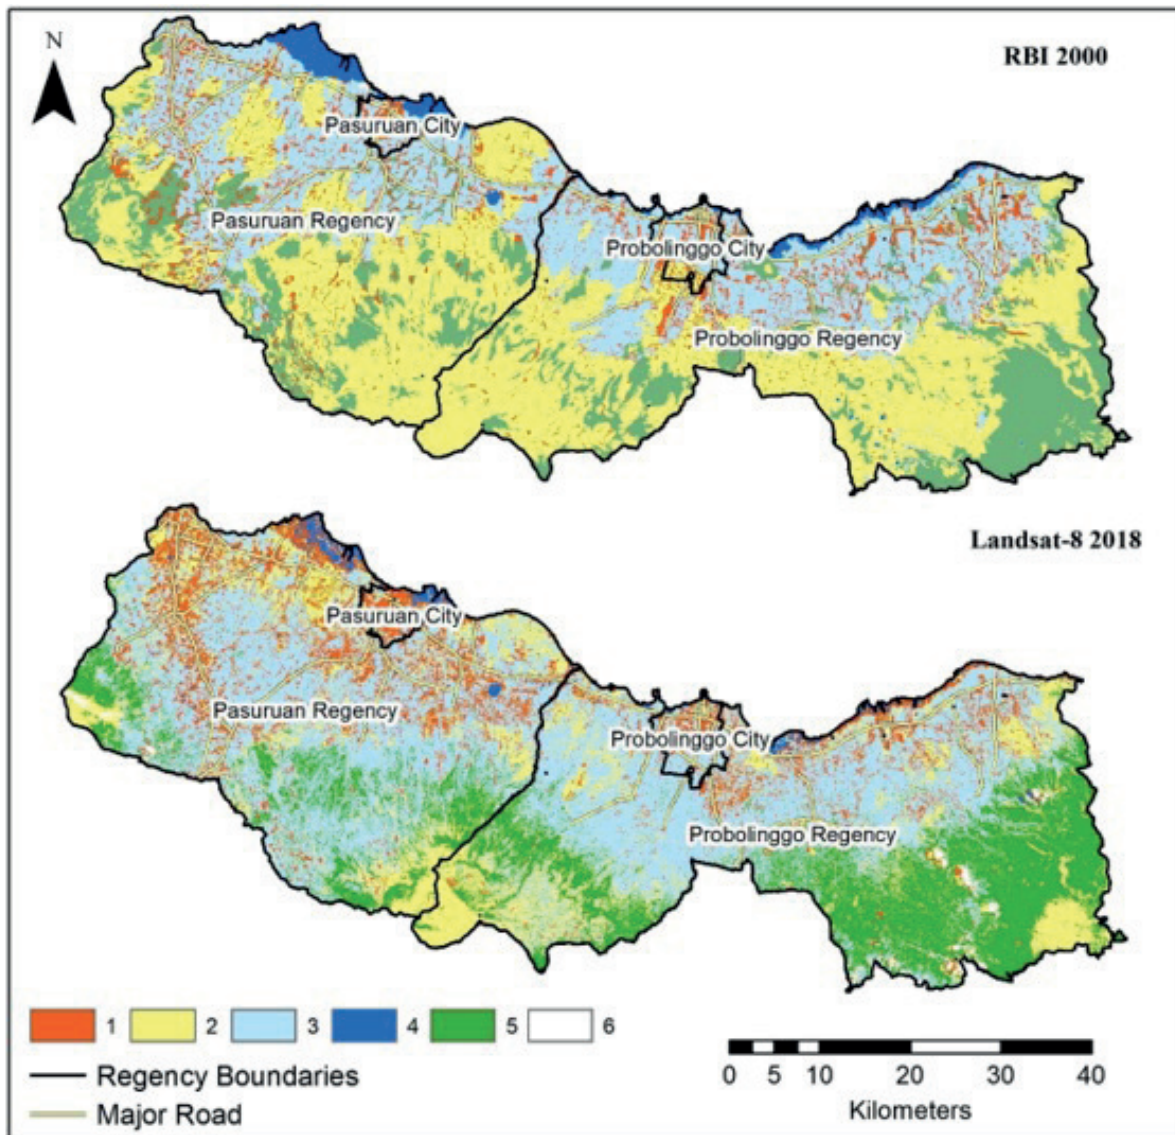 N
RBI 2000
Pasuruan City
Pasuruan Regency
Probolinggo City
Probolinggo Regency
Landsat-8 2018
Pasuruan City
Pasuruan Regency
Probolinggo City
Probolinggo Regency
1 2 3 4 5 6
Regency Boundaries
Major Road
0 5 10 20 30 40
Kilometers